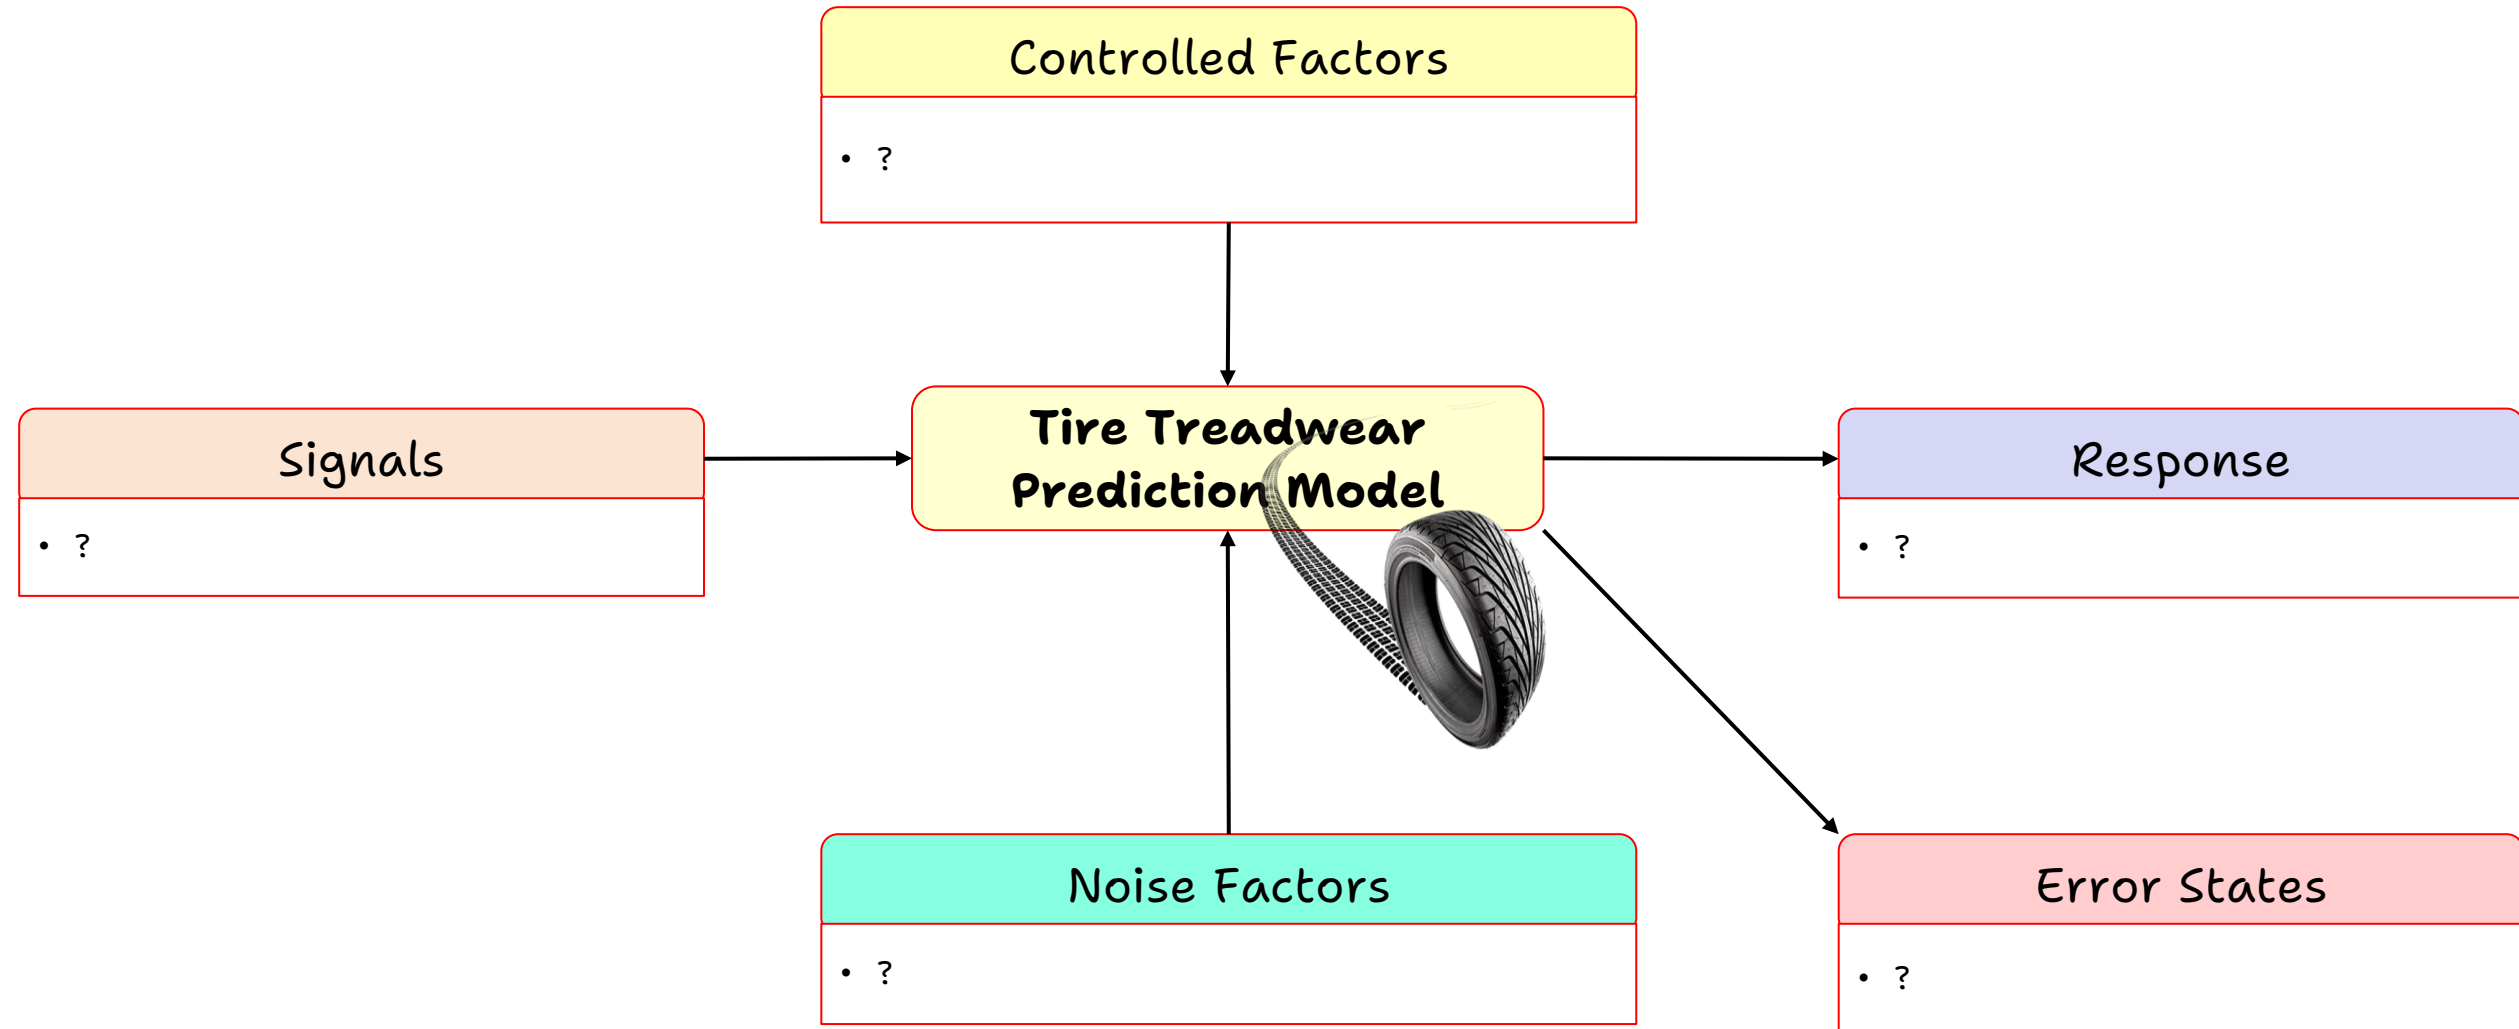 Controlled Factors
• ?
Signals
• ?
Tire Treadwear
Prediction Model
Response
• ?
Noise Factors
• ?
Error States
• ?